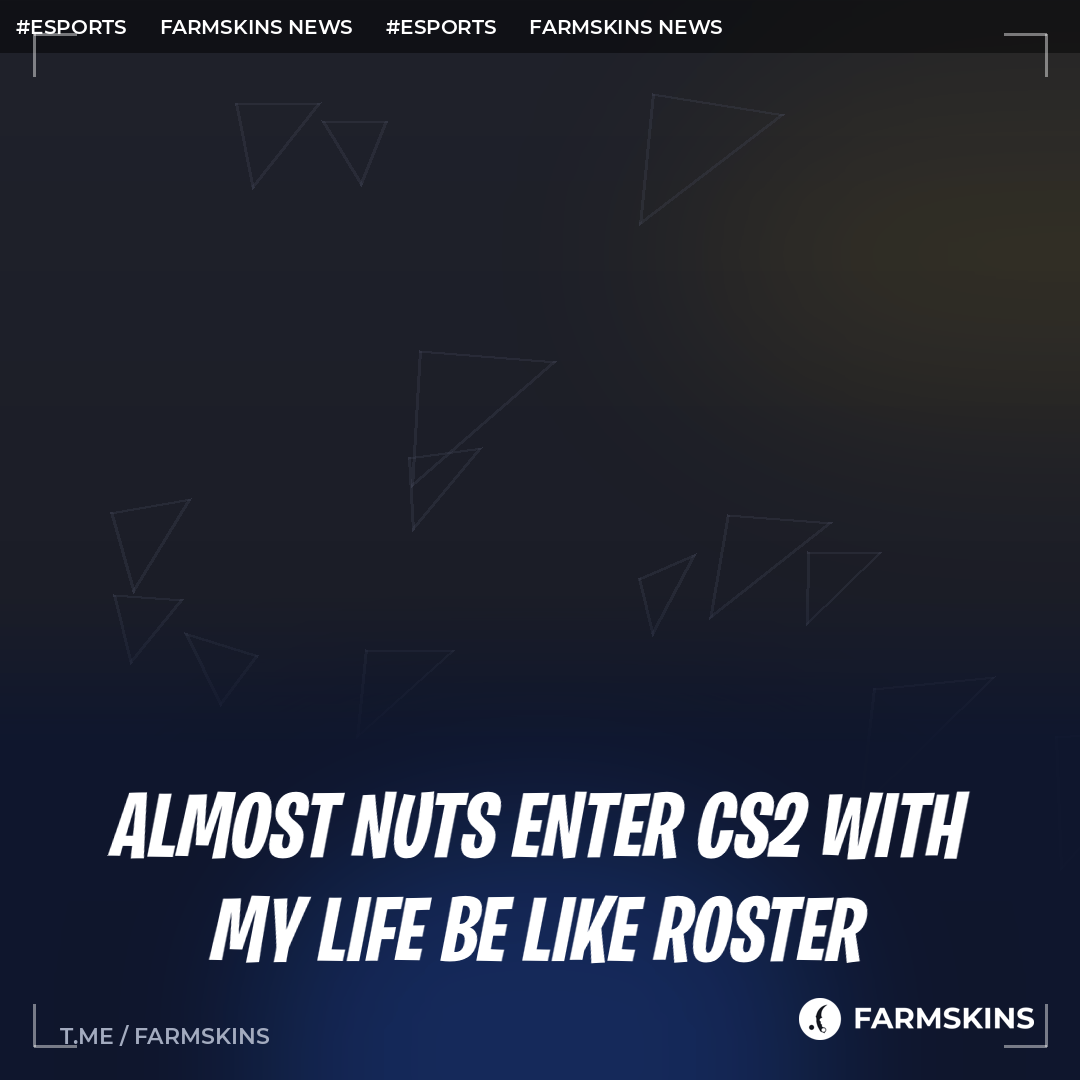 #ESPORTS FARMSKINS NEWS #ESPORTS FARMSKINS NEWS
ALMOST NUTS ENTER CS2 WITH
MY LIFE BE LIKE ROSTER
T.ME / FARMSKINS
FARMSKINS